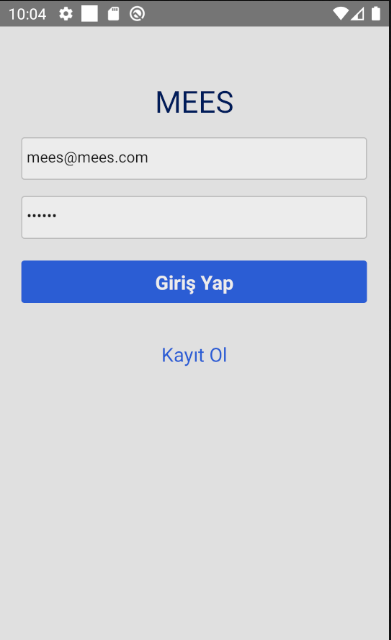 10:04
MEES
mees@mees.com
••••••
Giriş Yap
Kayıt Ol